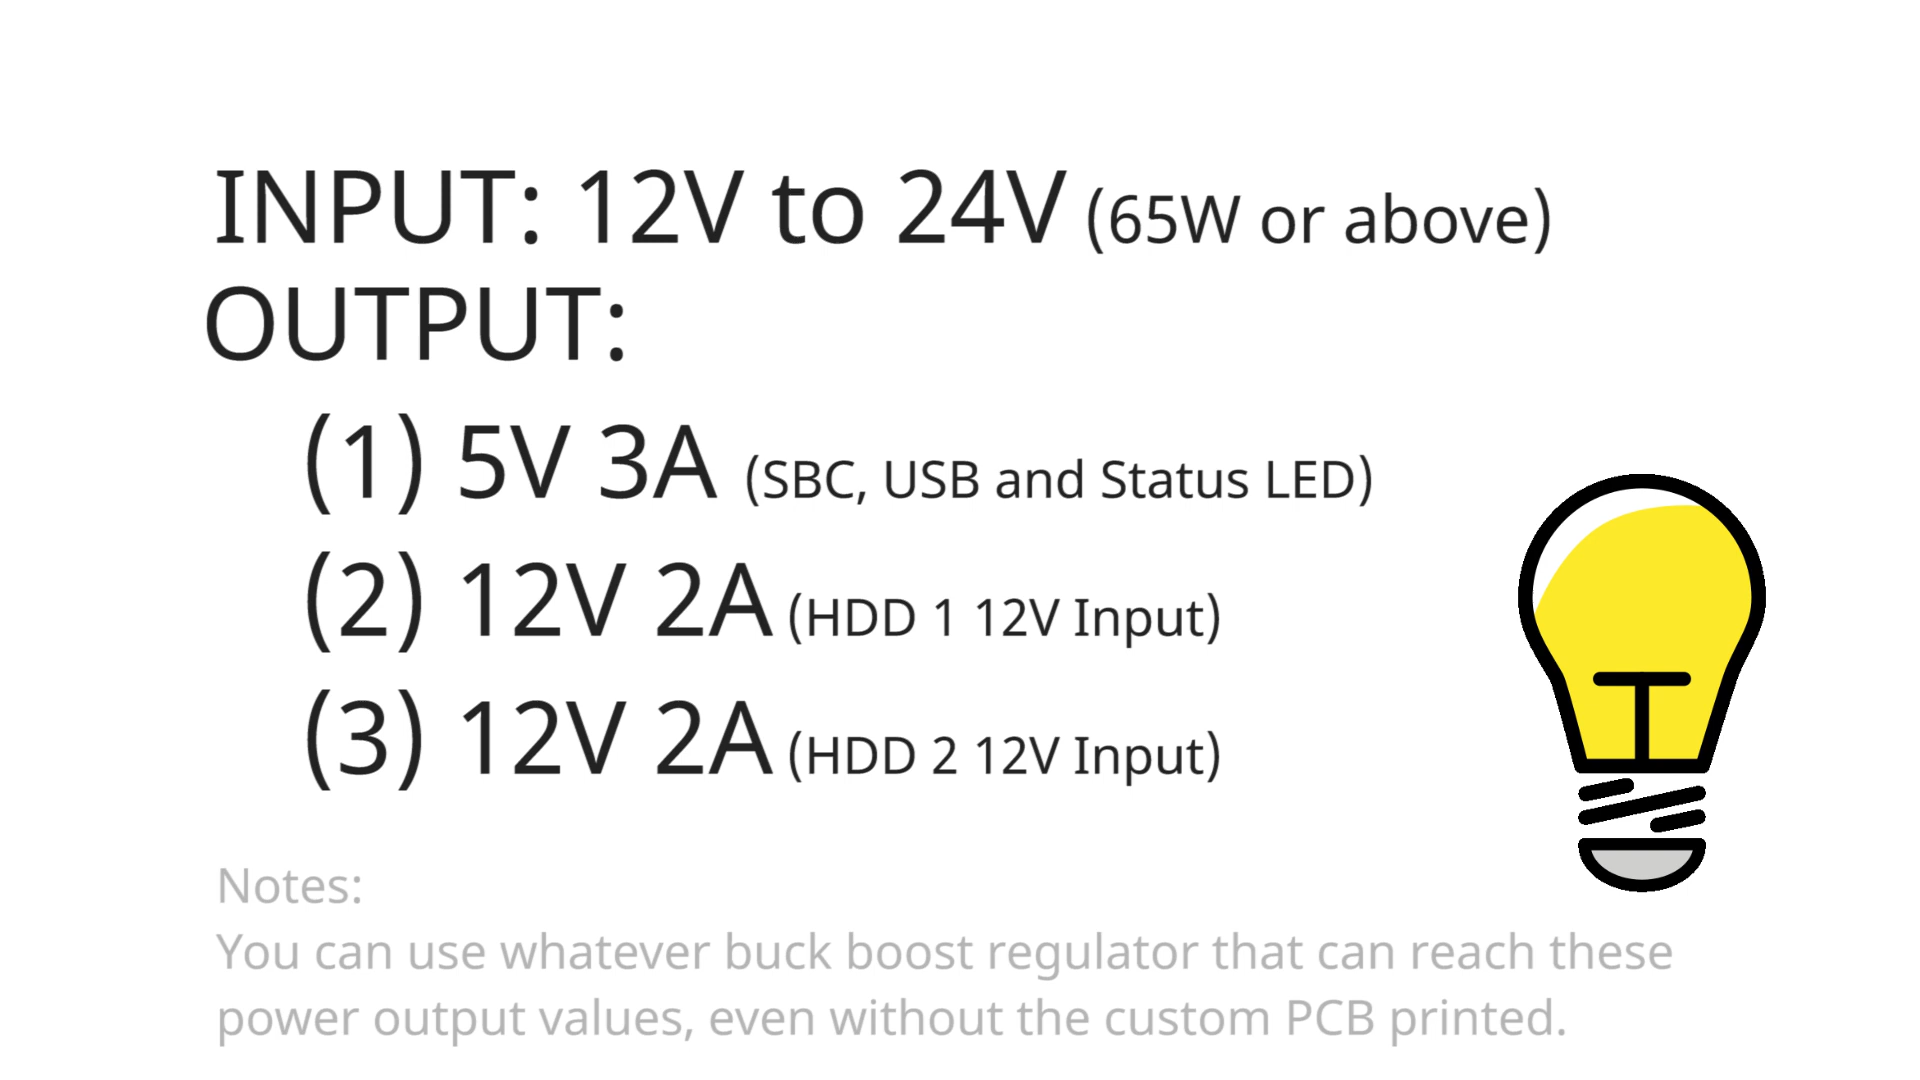 INPUT: 12V to 24V (65W or above)
OUTPUT:
(1) 5V 3A (SBC, USB and Status LED)
(2) 12V 2A (HDD 1 12V Input)
(3) 12V 2A (HDD 2 12V Input)
Notes:
You can use whatever buck boost regulator that can reach these
power output values, even without the custom PCB printed.